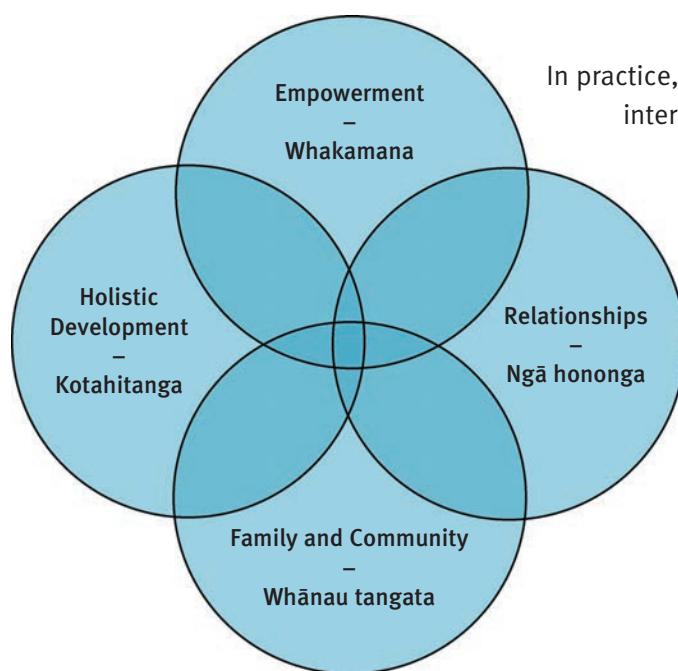 In practice,
inter
Empowerment
–
Whakamana
Holistic
Development
–
Kotahitanga
Relationships
–
Ngā hononga
Family and Community
–
Whānau tangata